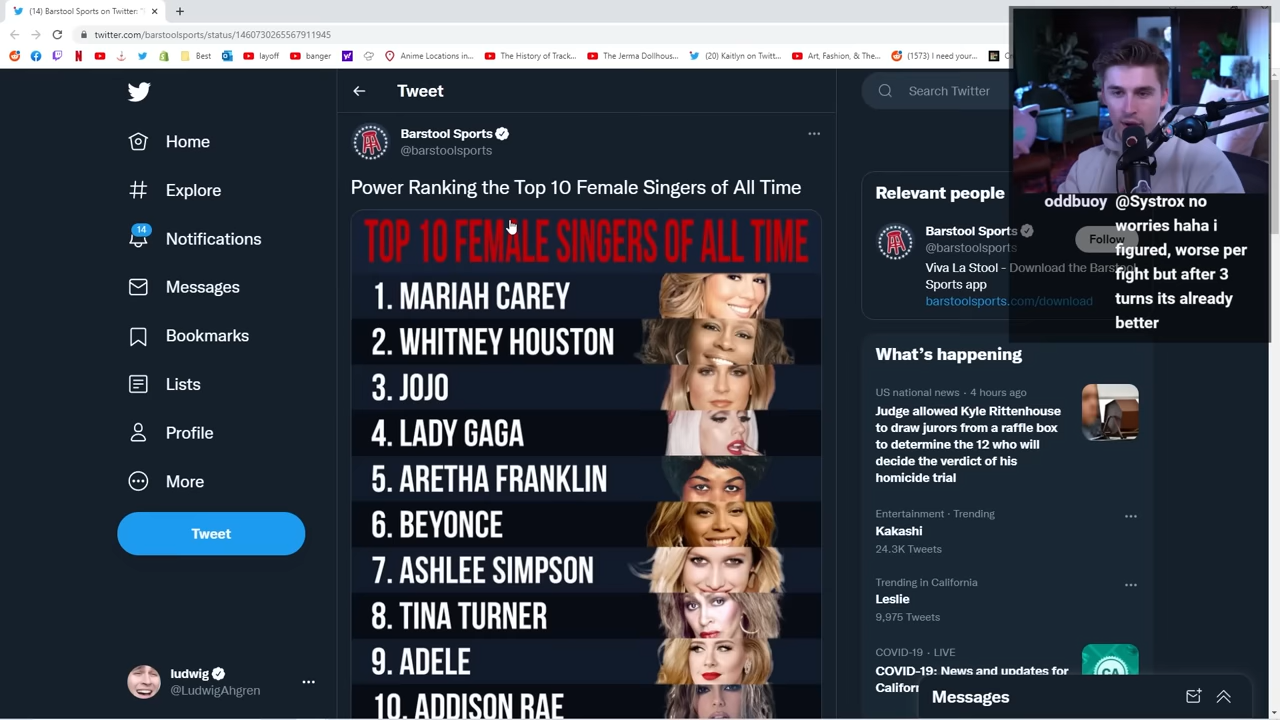 (14) Barstool Sports on Twitter: "
twitter.com/barstoolsports/status/1460730265567911945
Best
layoff
banger
Anime Locations in...
The History of Track...
The Jerma Dollhous...
(20) Kaitlyn on Twitt...
Art, Fashion, & The...
(1573) I need your...
Home
Explore
14
Notifications
Messages
Bookmarks
Lists
Profile
More
Tweet
ludwig
@LudwigAhgren
Tweet
Barstool Sports
@barstoolsports
Power Ranking the Top 10 Female Singers of All Time
TOP 10 FEMALE SINGERS OF ALL TIME
1. MARIAH CAREY
2. WHITNEY HOUSTON
3. JOJO
4. LADY GAGA
5. ARETHA FRANKLIN
6. BEYONCE
7. ASHLEE SIMPSON
8. TINA TURNER
9. ADELE
10. ADDISON RAE
Search Twitter
Relevant people
Barstool Sports
@barstoolsports
Follow
Viva La Stool - Download the Barstool
Sports app
barstoolsports.com/download
What's happening
US national news · 4 hours ago
Judge allowed Kyle Rittenhouse
to draw jurors from a raffle box
to determine the 12 who will
decide the verdict of his
homicide trial
Entertainment · Trending
Kakashi
24.3K Tweets
Trending in California
Leslie
9,975 Tweets
COVID-19 · LIVE
COVID-19: News and updates for
Messages
oddbuoy @Systrox no
worries haha i
figured, worse per
fight but after 3
turns its already
better